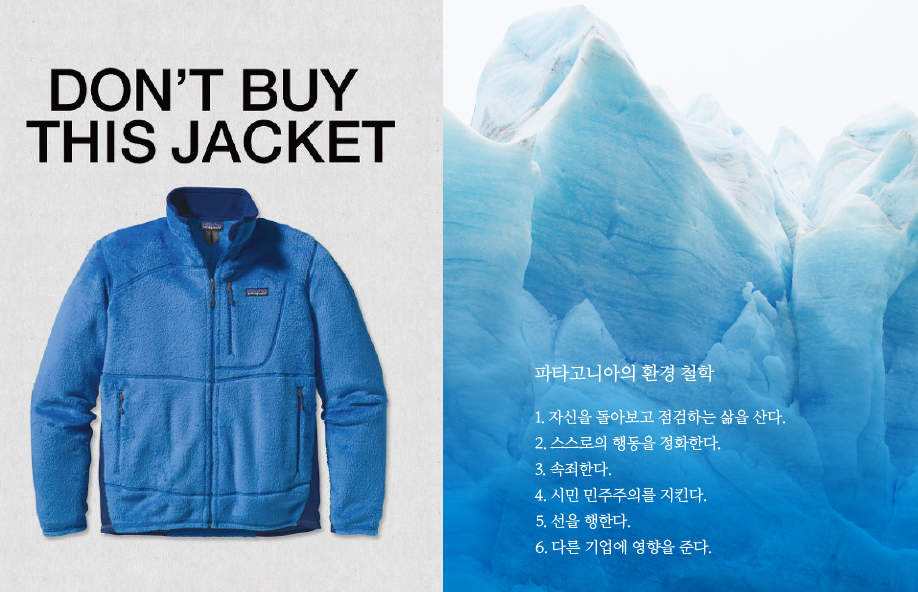 DON'T BUY
THIS JACKET
patagonia
파타고니아의 환경 철학
1. 자신을 돌아보고 점검하는 삶을 산다.
2. 스스로의 행동을 정화한다.
3. 속죄한다.
4. 시민 민주주의를 지킨다.
5. 선을 행한다.
6. 다른 기업에 영향을 준다.